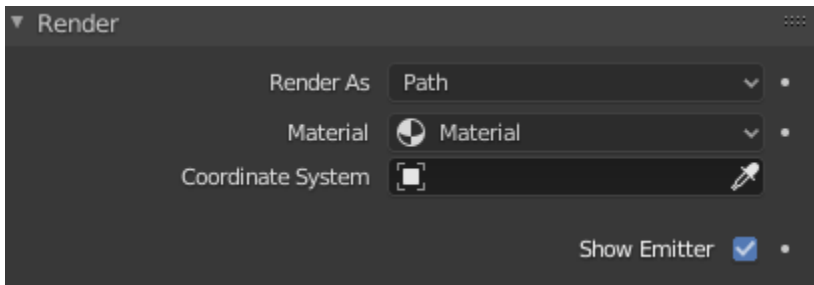 Render
Render As Path
Material Material
Coordinate System
Show Emitter